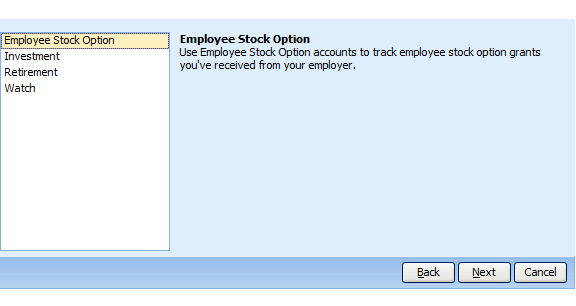 Employee Stock Option
Investment
Retirement
Watch
Employee Stock Option
Use Employee Stock Option accounts to track employee stock option grants
you've received from your employer.
Back
Next
Cancel